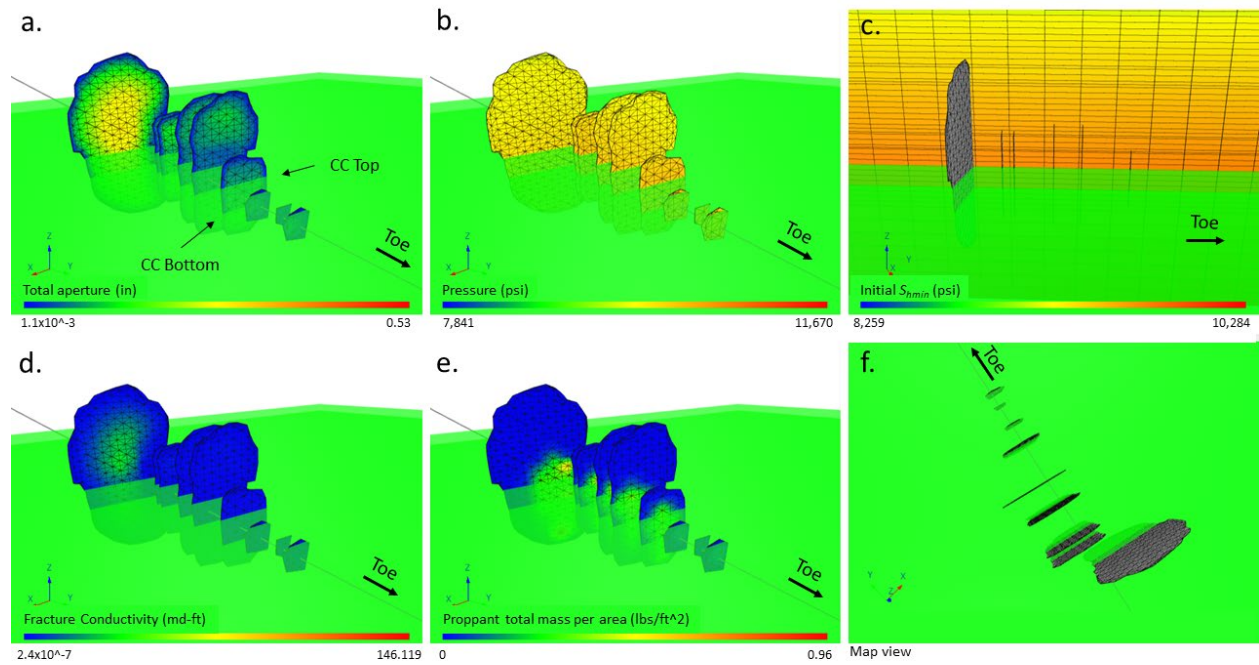 a.
CC Top
CC Bottom
Toe
Z
X
Y
Total aperture (in)
1.1x10^-3
0.53
b.
Toe
Z
X
Y
Pressure (psi)
7,841
11,670
c.
Toe
Z
X
Y
Initial Shmin (psi)
8,259
10,284
d.
Toe
Z
X
Y
Fracture Conductivity (md-ft)
2.4x10^-7
146.119
e.
Toe
Z
X
Y
Proppant total mass per area (lbs/ft^2)
0
0.96
f.
Toe
Y
X
Z
Map view